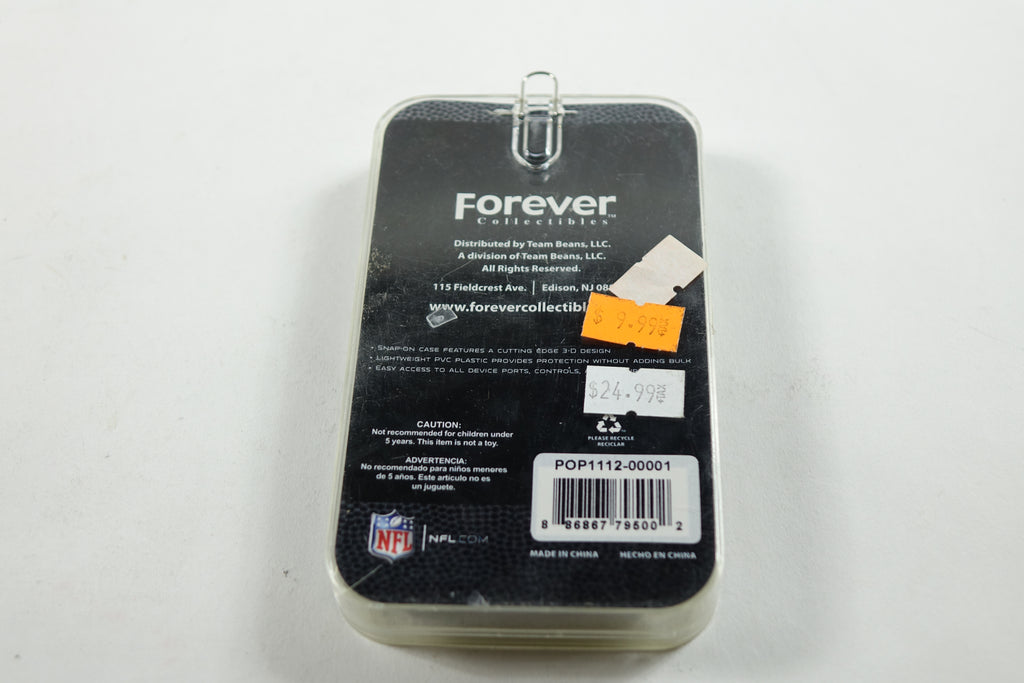 Forever™
Collectibles™
Distributed by Team Beans, LLC.
A division of Team Beans, LLC.
All Rights Reserved.
115 Fieldcrest Ave. | Edison, NJ
$ 9.99 +TAX
- SNAP-ON CASE FEATURES A CUTTING EDGE 3-D DESIGN
- LIGHTWEIGHT PVC PLASTIC PROVIDES PROTECTION WITHOUT ADDING BULK
- EASY ACCESS TO ALL DEVICE PORTS, CONTROLS,
$24.99 +TAX
PLEASE RECYCLE
RECICLAR
CAUTION:
Not recommended for children under
5 years. This item is not a toy.
ADVERTENCIA:
No recomendado para niños menores
de 5 años. Este artículo no es
un juguete.
POP1112-00001
8 86867 79500 2
NFL | NFL.COM
MADE IN CHINA HECHO EN CHINA